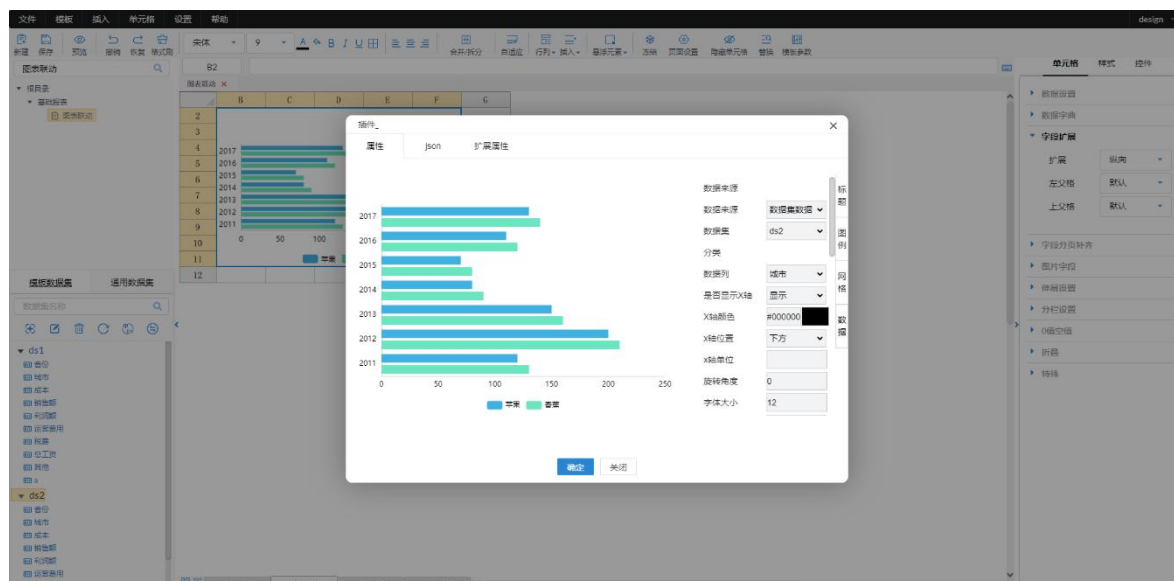 文件 模板 插入 单元格 设置 帮助 design
新建 保存 预览 撤销 恢复 格式刷 宋体 9 A B I U 合并/拆分 自适应 行列 插入 悬浮元素 冻结 页面设置 隐藏单元格 替换 模板参数
图表联动 B2 单元格 样式 控件
图表联动
根目录
基础报表
图表联动
B C D E F G
2
3
4
5
6
7
8
9
10
11
12
2017
2016
2015
2014
2013
2012
2011
0 50 100
苹果
模板数据集 通用数据集
数据集名称
ds1
省份
城市
成本
销售额
利润额
运营费用
税费
总工资
其他
a
ds2
省份
城市
成本
销售额
利润额
运营费用
插件_
属性 json 扩展属性
2017
2016
2015
2014
2013
2012
2011
0 50 100 150 200 250
苹果 香蕉
数据来源
数据来源 数据集数据
数据集 ds2
分类
数据列 城市
是否显示X轴 显示
X轴颜色 #000000
x轴位置 下方
x轴单位
旋转角度 0
字体大小 12
标题
图例
网格
数据
确定 关闭
数据设置
数据字典
字段扩展
扩展 纵向
左父格 默认
上父格 默认
字段分页补齐
图片字段
分栏设置
0值空值
折叠
特殊